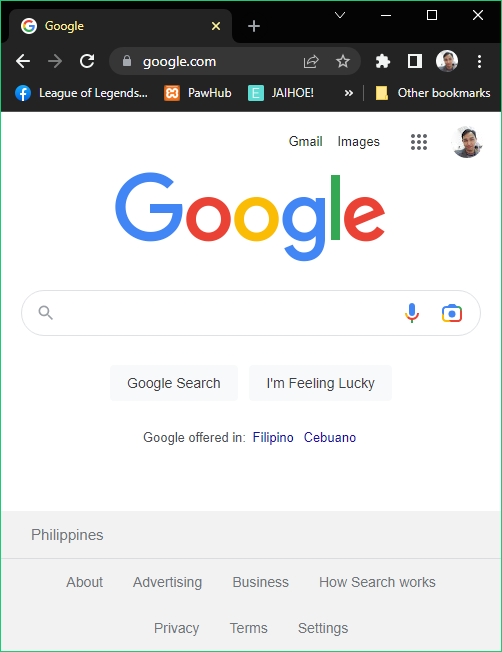 Google
google.com
League of Legends... PawHub JAIHOE! » Other bookmarks
Gmail Images
Google
Google Search I'm Feeling Lucky
Google offered in: Filipino Cebuano
Philippines
About Advertising Business How Search works
Privacy Terms Settings